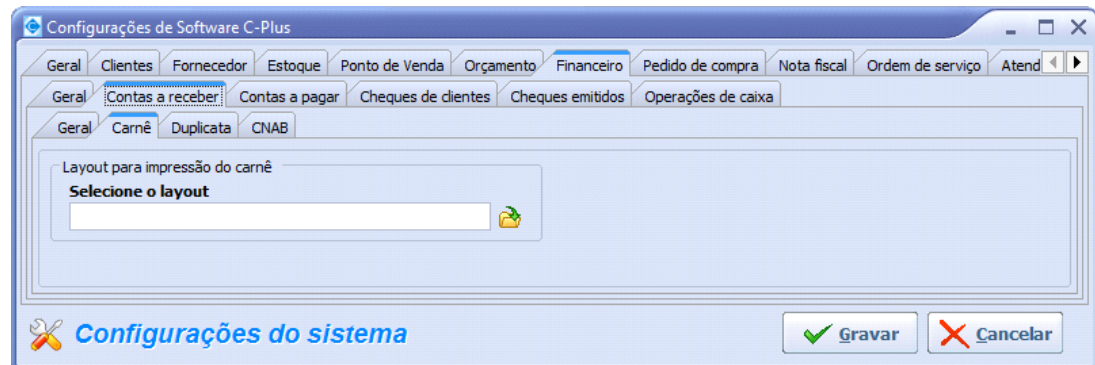 Configurações de Software C-Plus
Geral Clientes Fornecedor Estoque Ponto de Venda Orçamento Financeiro Pedido de compra Nota fiscal Ordem de serviço Atend
Geral Contas a receber Contas a pagar Cheques de clientes Cheques emitidos Operações de caixa
Geral Carnê Duplicata CNAB
Layout para impressão do carnê
Selecione o layout
Configurações do sistema Gravar Cancelar